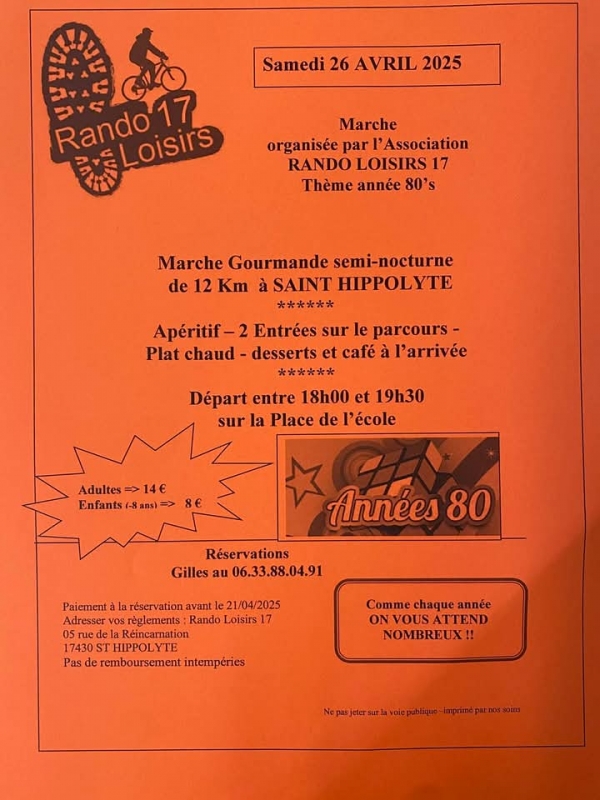 Rando 17
Loisirs
Samedi 26 AVRIL 2025
Marche
organisée par l'Association
RANDO LOISIRS 17
Thème année 80's
Marche Gourmande semi-nocturne
de 12 Km à SAINT HIPPOLYTE
******
Apéritif – 2 Entrées sur le parcours -
Plat chaud - desserts et café à l'arrivée
******
Départ entre 18h00 et 19h30
sur la Place de l'école
Adultes => 14 €
Enfants (-8 ans) => 8 €
Années 80
Réservations
Gilles au 06.33.88.04.91
Paiement à la réservation avant le 21/04/2025
Adresser vos règlements : Rando Loisirs 17
05 rue de la Réincarnation
17430 ST HIPPOLYTE
Pas de remboursement intempéries
Comme chaque année
ON VOUS ATTEND
NOMBREUX !!
Ne pas jeter sur la voie publique –imprimé par nos soins